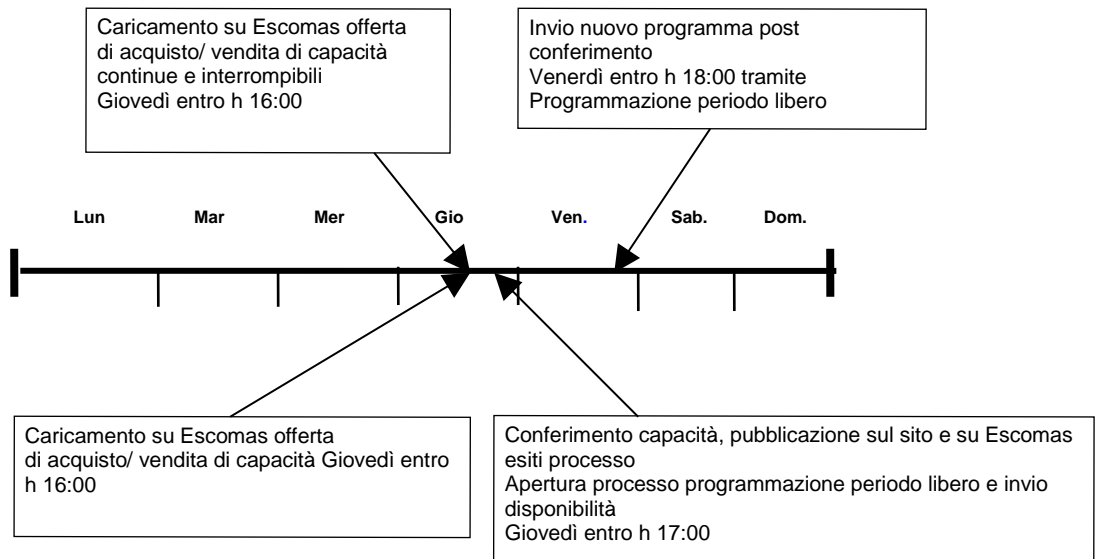 Caricamento su Escomas offerta
di acquisto/ vendita di capacità
continue e interrompibili
Giovedì entro h 16:00
Invio nuovo programma post
conferimento
Venerdì entro h 18:00 tramite
Programmazione periodo libero
Lun Mar Mer Gio Ven. Sab. Dom.
Caricamento su Escomas offerta
di acquisto/ vendita di capacità Giovedì entro
h 16:00
Conferimento capacità, pubblicazione sul sito e su Escomas
esiti processo
Apertura processo programmazione periodo libero e invio
disponibilità
Giovedì entro h 17:00